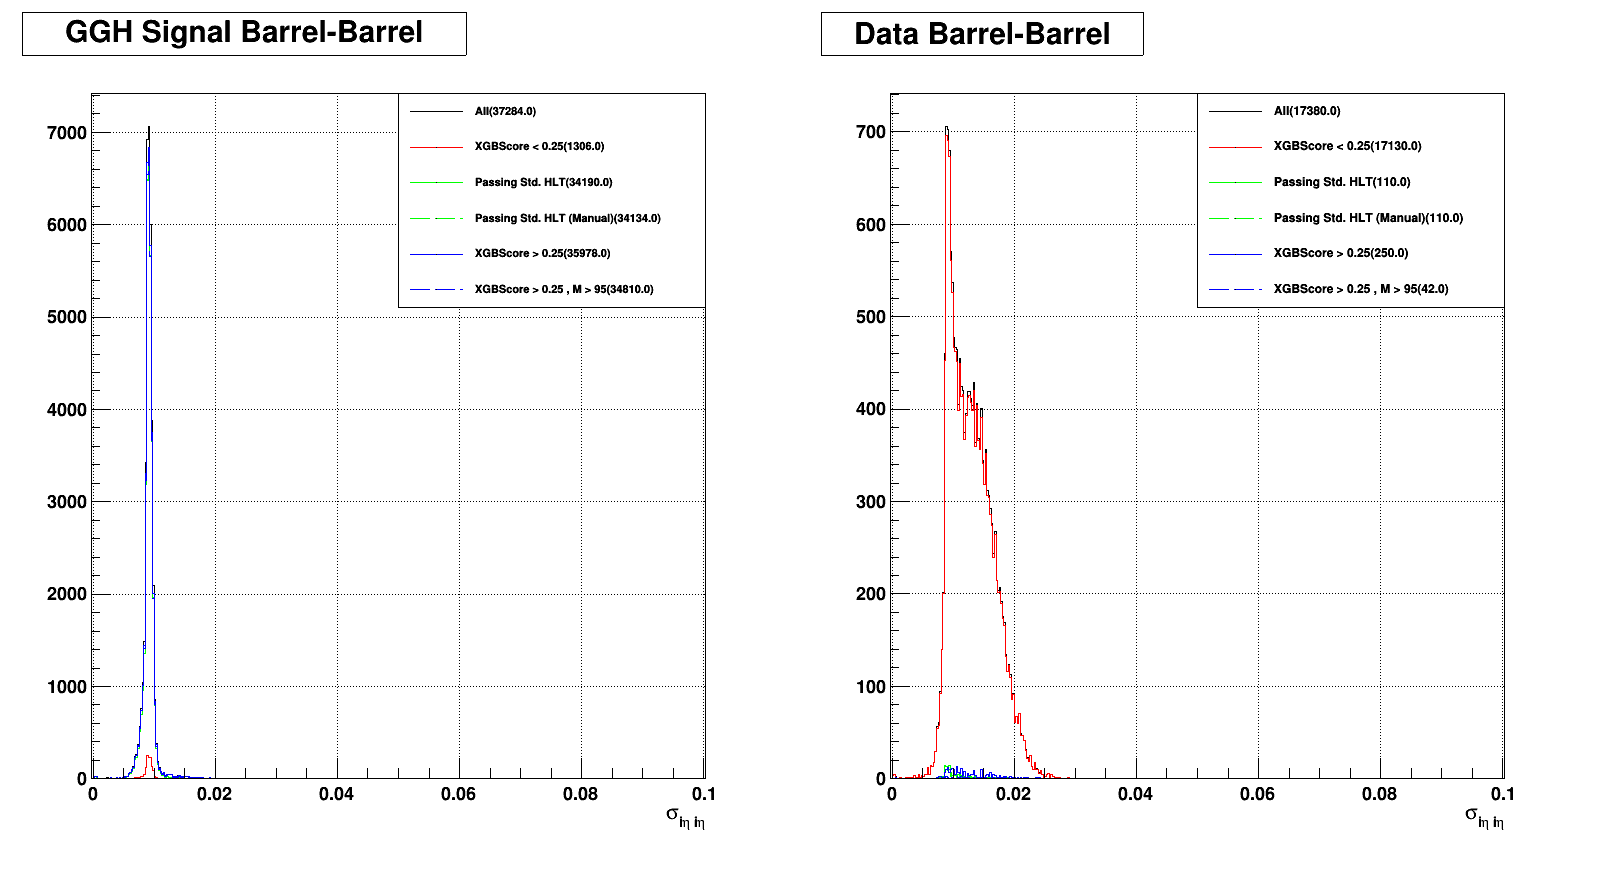 GGH Signal Barrel-Barrel
All(37284.0)
XGBScore < 0.25(1306.0)
Passing Std. HLT(34190.0)
Passing Std. HLT (Manual)(34134.0)
XGBScore > 0.25(35978.0)
XGBScore > 0.25 , M > 95(34810.0)
7000
6000
5000
4000
3000
2000
1000
0
0 0.02 0.04 0.06 0.08 0.1
σiη iη
Data Barrel-Barrel
All(17380.0)
XGBScore < 0.25(17130.0)
Passing Std. HLT(110.0)
Passing Std. HLT (Manual)(110.0)
XGBScore > 0.25(250.0)
XGBScore > 0.25 , M > 95(42.0)
700
600
500
400
300
200
100
0
0 0.02 0.04 0.06 0.08 0.1
σiη iη